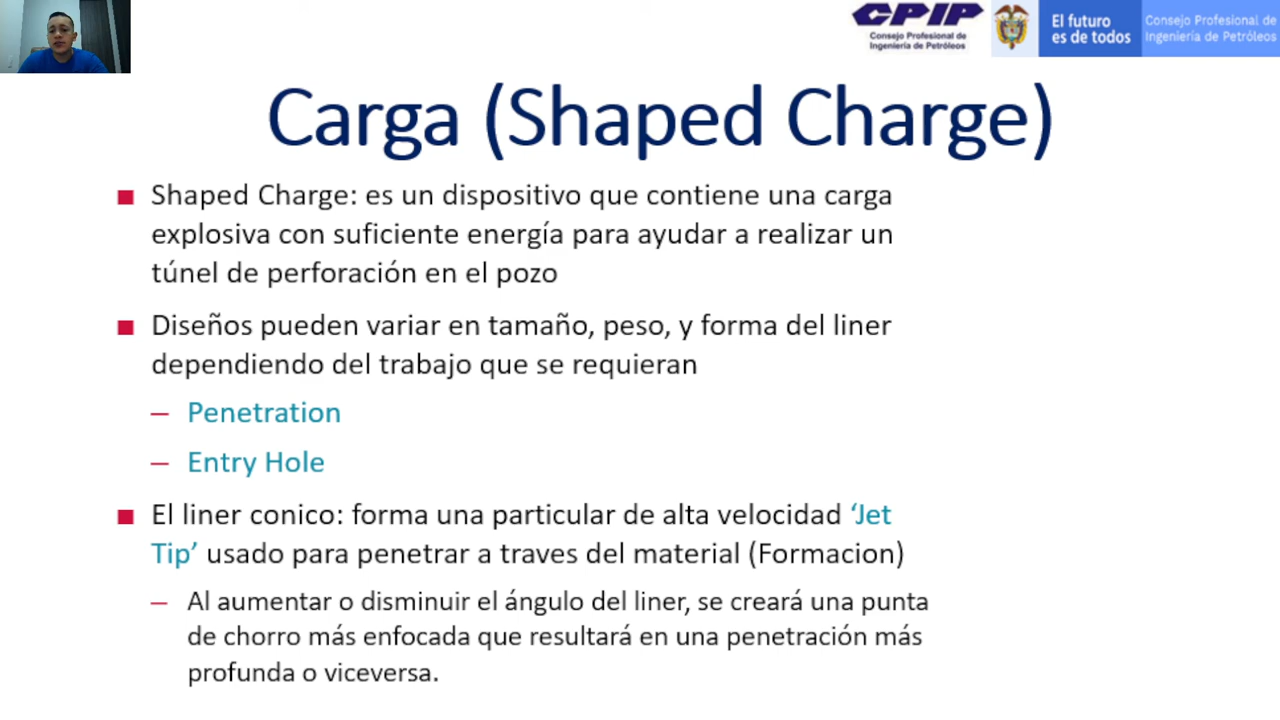 CPIP
Consejo Profesional de
Ingeniería de Petróleos
El futuro
es de todos
Consejo Profesional de
Ingeniería de Petróleos
Carga (Shaped Charge)
Shaped Charge: es un dispositivo que contiene una carga
explosiva con suficiente energía para ayudar a realizar un
túnel de perforación en el pozo
Diseños pueden variar en tamaño, peso, y forma del liner
dependiendo del trabajo que se requieran
– Penetration
– Entry Hole
El liner conico: forma una particular de alta velocidad ‘Jet
Tip’ usado para penetrar a traves del material (Formacion)
– Al aumentar o disminuir el ángulo del liner, se creará una punta
de chorro más enfocada que resultará en una penetración más
profunda o viceversa.